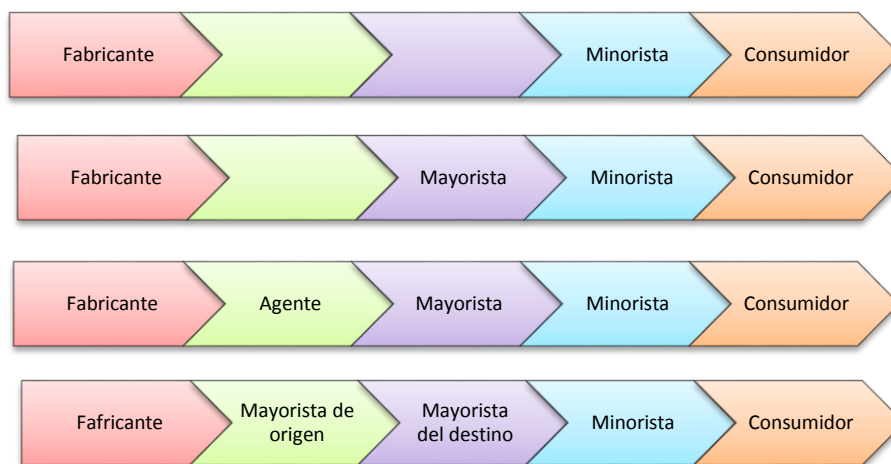 Fabricante Minorista Consumidor
Fabricante Mayorista Minorista Consumidor
Fabricante Agente Mayorista Minorista Consumidor
Fafricante Mayorista de origen Mayorista del destino Minorista Consumidor